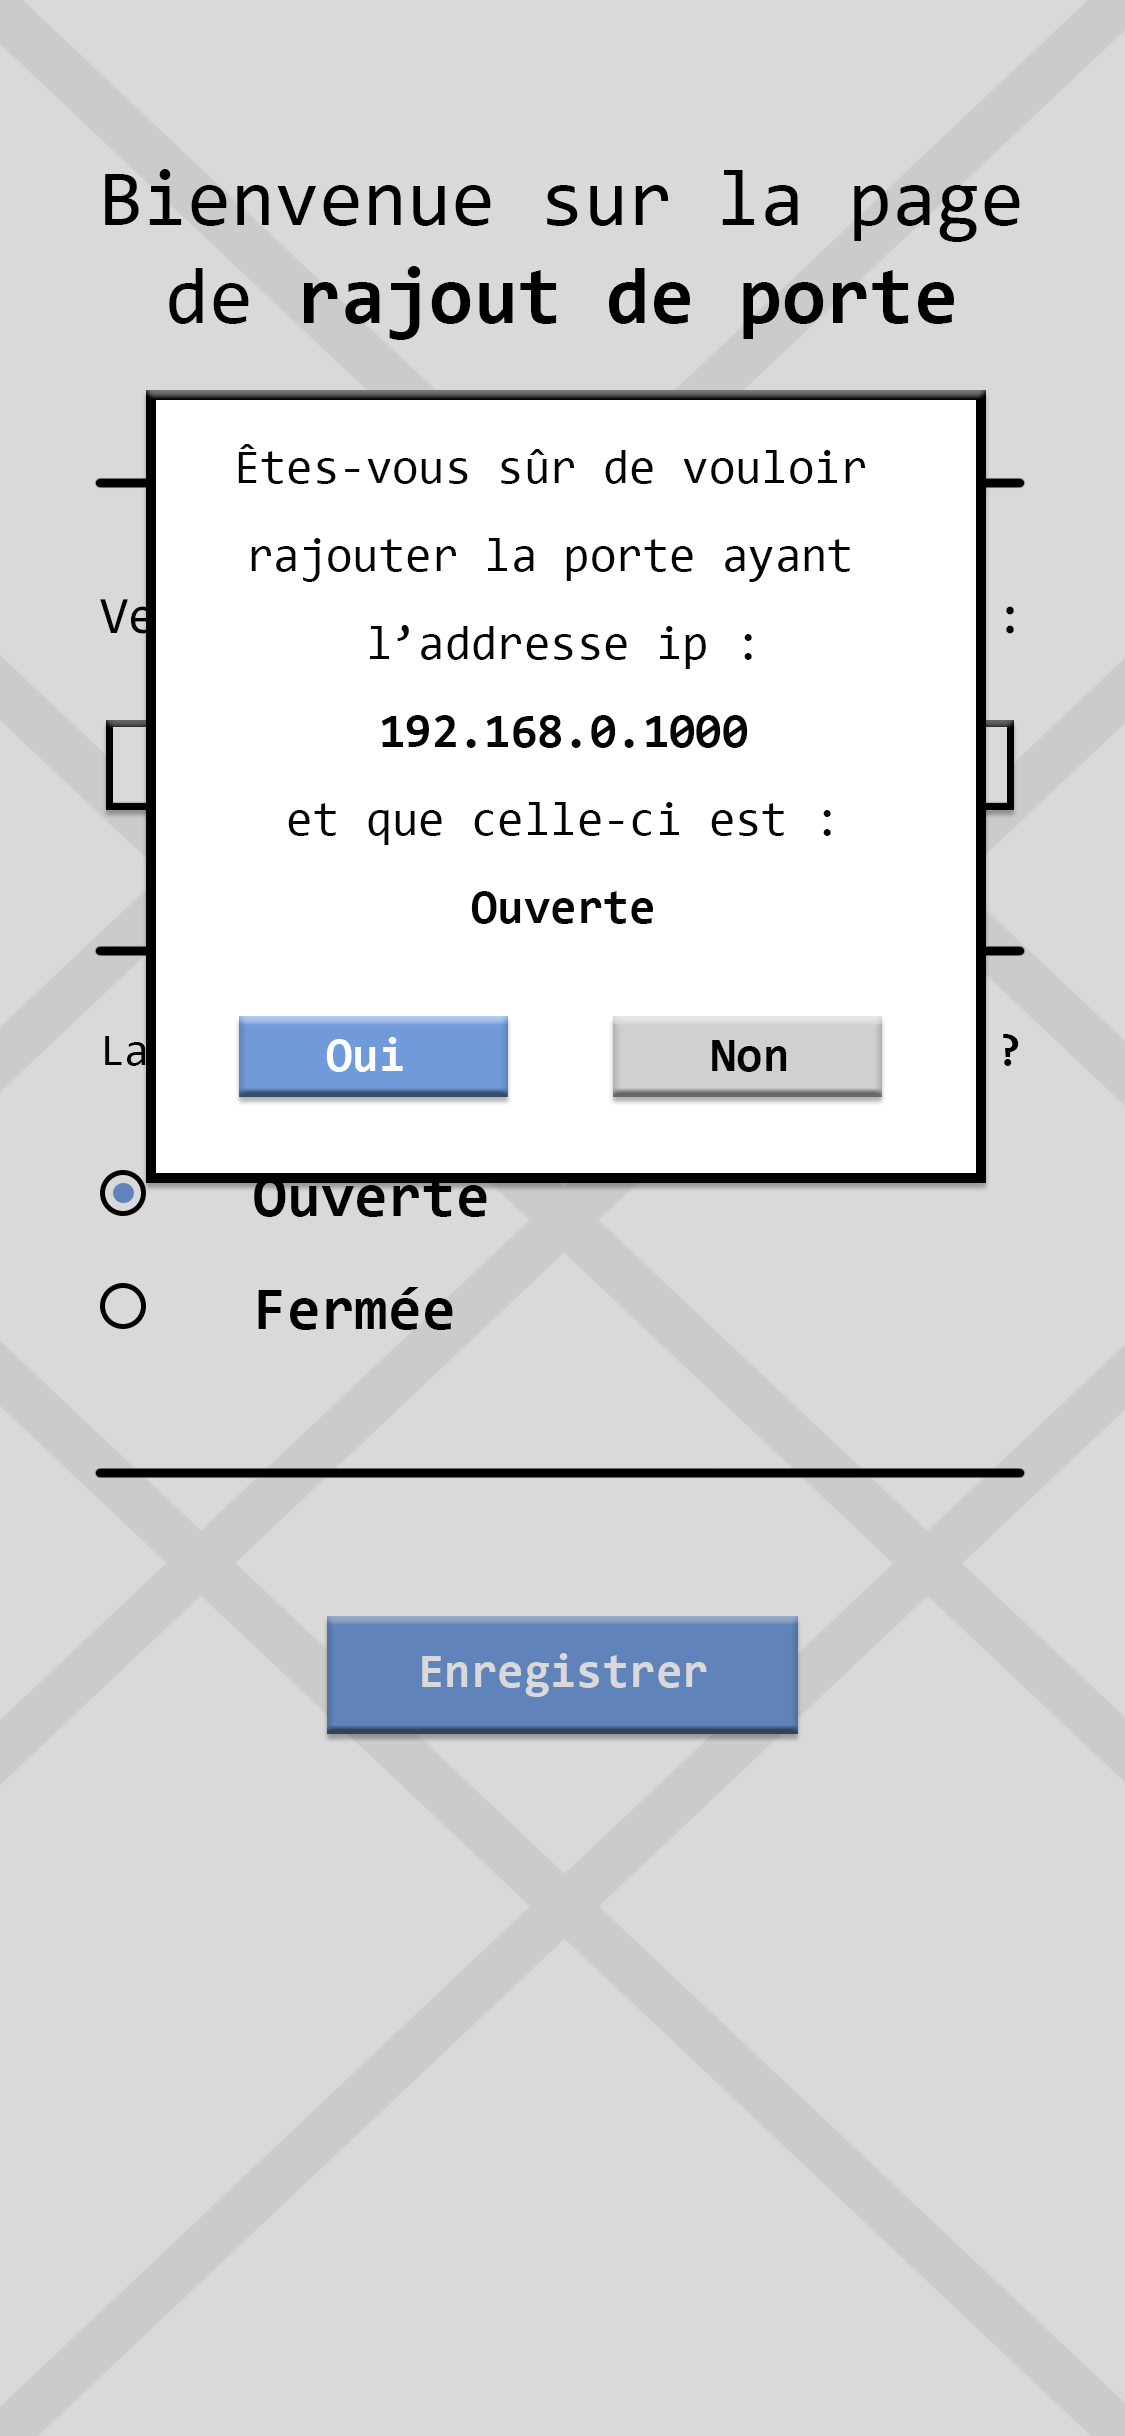 Bienvenue sur la page
de rajout de porte
Êtes-vous sûr de vouloir
rajouter la porte ayant
l’addresse ip :
192.168.0.1000
et que celle-ci est :
Ouverte
Oui Non
Ve :
La ?
Ouverte
Fermée
Enregistrer